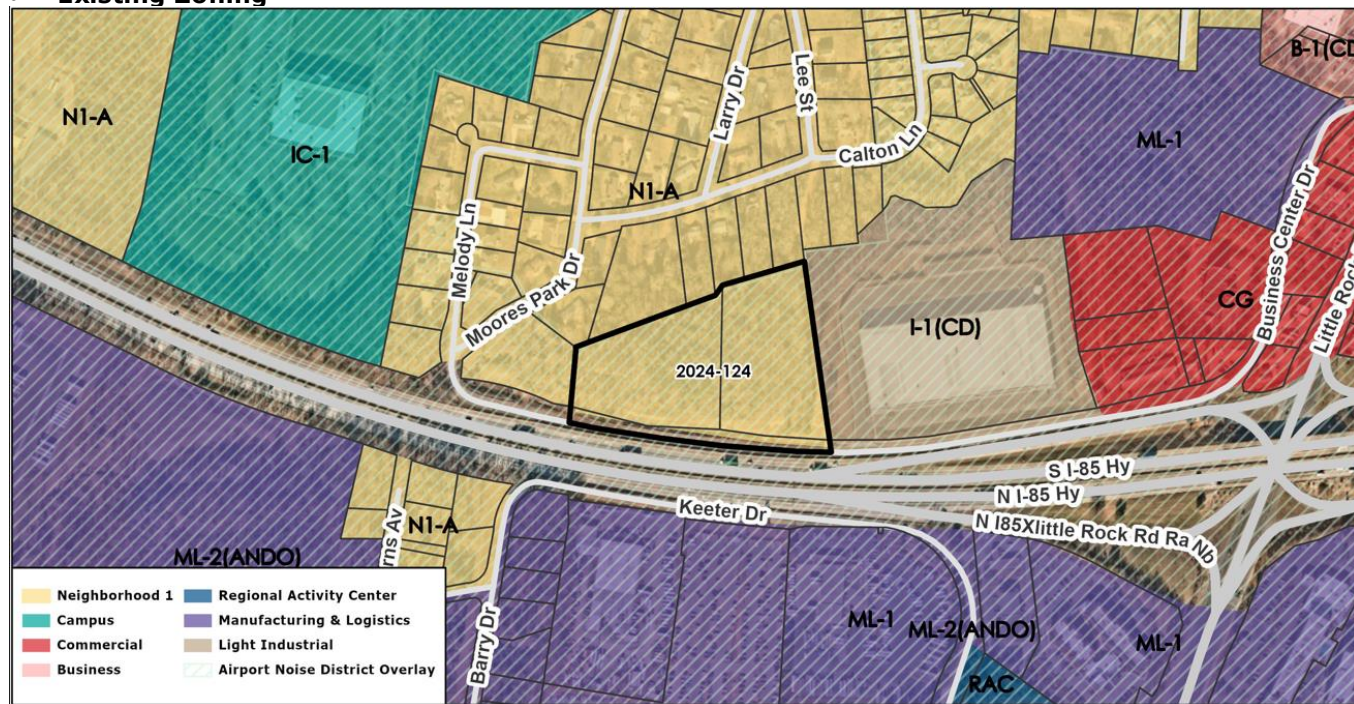 Existing Zoning
N1-A
IC-1
Larry Dr
Lee St
Calton Ln
N1-A
Melody Ln
Moores Park Dr
2024-124
ML-1
B-1(CD
Business Center Dr
CG
I-1(CD)
Little Rock
S I-85 Hy
N I-85 Hy
N I85Xlittle Rock Rd Ra Nb
Keeter Dr
rns Av
N1-A
ML-2(ANDO)
Barry Dr
ML-1
ML-2(ANDO)
ML-1
RAC
Neighborhood 1
Campus
Commercial
Business
Regional Activity Center
Manufacturing & Logistics
Light Industrial
Airport Noise District Overlay